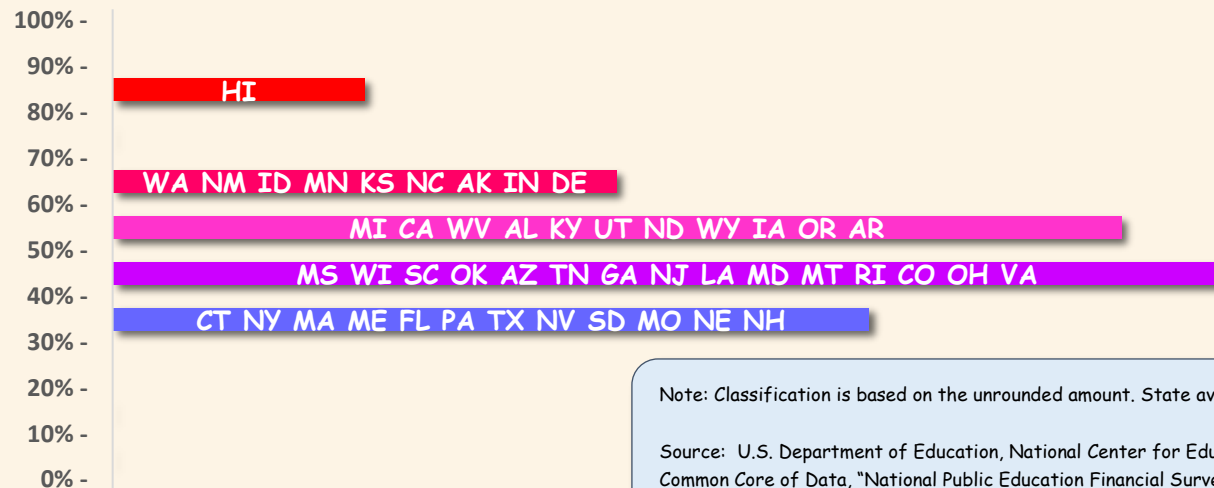 100% -
90% -
HI
80% -
70% -
WA NM ID MN KS NC AK IN DE
60% -
MI CA WV AL KY UT ND WY IA OR AR
50% -
MS WI SC OK AZ TN GA NJ LA MD MT RI CO OH VA
40% -
CT NY MA ME FL PA TX NV SD MO NE NH
30% -
20% -
Note: Classification is based on the unrounded amount. State
10% -
Source: U.S. Department of Education, National Center for
0% -
Common Core of Data, “National Public Education Financial